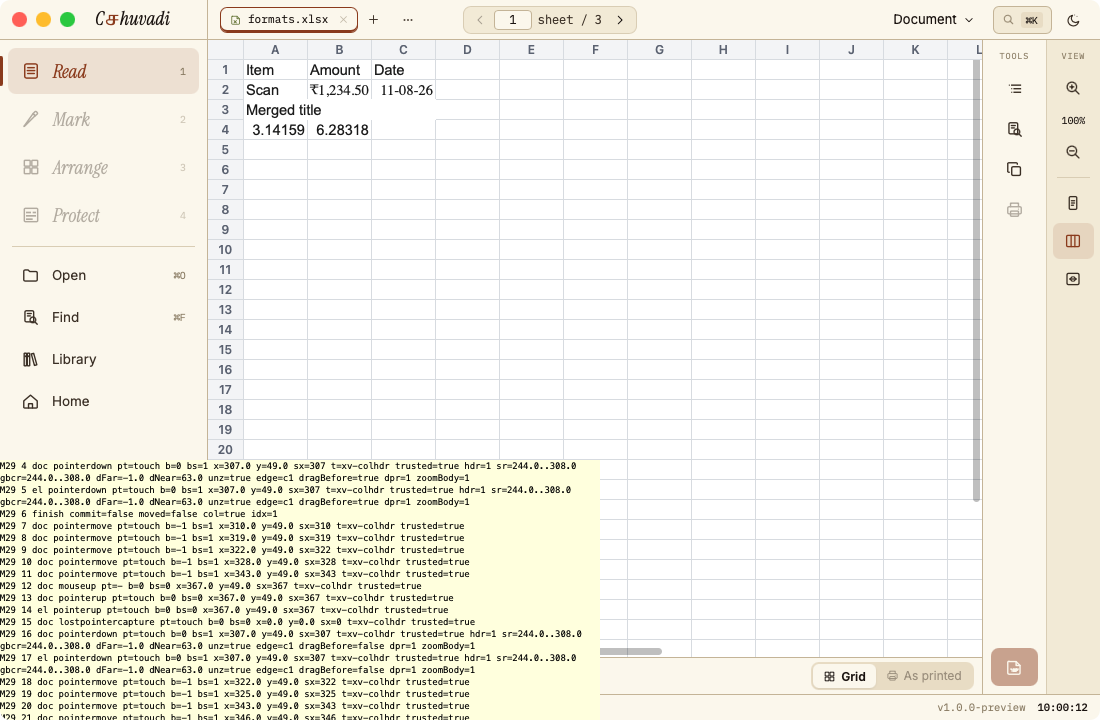 formats.xlsx
1 sheet / 3
Document
⌘K
Read 1
Mark 2
Arrange 3
Protect 4
Open ⌘O
Find ⌘F
Library
Home
A B C D E F G H I J K L
1 Item Amount Date
2 Scan ₹1,234.50 11-08-26
3 Merged title
4 3.14159 6.28318
5
6
7
8
9
10
11
12
13
14
15
16
17
18
19
20
TOOLS
VIEW
100%
M29 4 doc pointerdown pt=touch b=0 bs=1 x=307.0 y=49.0 sx=307 t=xv-colhdr trusted=true hdr=1 sr=244.0..308.0
gbcr=244.0..308.0 dFar=-1.0 dNear=63.0 unz=true edge=c1 dragBefore=true dpr=1 zoomBody=1
M29 5 el pointerdown pt=touch b=0 bs=1 x=307.0 y=49.0 sx=307 t=xv-colhdr trusted=true hdr=1 sr=244.0..308.0
gbcr=244.0..308.0 dFar=-1.0 dNear=63.0 unz=true edge=c1 dragBefore=true dpr=1 zoomBody=1
M29 6 finish commit=false moved=false col=true idx=1
M29 7 doc pointermove pt=touch b=-1 bs=1 x=310.0 y=49.0 sx=310 t=xv-colhdr trusted=true
M29 8 doc pointermove pt=touch b=-1 bs=1 x=319.0 y=49.0 sx=319 t=xv-colhdr trusted=true
M29 9 doc pointermove pt=touch b=-1 bs=1 x=322.0 y=49.0 sx=322 t=xv-colhdr trusted=true
M29 10 doc pointermove pt=touch b=-1 bs=1 x=328.0 y=49.0 sx=328 t=xv-colhdr trusted=true
M29 11 doc pointermove pt=touch b=-1 bs=1 x=343.0 y=49.0 sx=343 t=xv-colhdr trusted=true
M29 12 doc mouseup pt=- b=0 bs=0 x=367.0 y=49.0 sx=367 t=xv-colhdr trusted=true
M29 13 doc pointerup pt=touch b=0 bs=0 x=367.0 y=49.0 sx=367 t=xv-colhdr trusted=true
M29 14 el pointerup pt=touch b=0 bs=0 x=367.0 y=49.0 sx=367 t=xv-colhdr trusted=true
M29 15 doc lostpointercapture pt=touch b=0 bs=0 x=0.0 y=0.0 sx=0 t=xv-colhdr trusted=true
M29 16 doc pointerdown pt=touch b=0 bs=1 x=307.0 y=49.0 sx=307 t=xv-colhdr trusted=true hdr=1 sr=244.0..308.0
gbcr=244.0..308.0 dFar=-1.0 dNear=63.0 unz=true edge=c1 dragBefore=false dpr=1 zoomBody=1
M29 17 el pointerdown pt=touch b=0 bs=1 x=307.0 y=49.0 sx=307 t=xv-colhdr trusted=true hdr=1 sr=244.0..308.0
gbcr=244.0..308.0 dFar=-1.0 dNear=63.0 unz=true edge=c1 dragBefore=false dpr=1 zoomBody=1
M29 18 doc pointermove pt=touch b=-1 bs=1 x=322.0 y=49.0 sx=322 t=xv-colhdr trusted=true
M29 19 doc pointermove pt=touch b=-1 bs=1 x=325.0 y=49.0 sx=325 t=xv-colhdr trusted=true
M29 20 doc pointermove pt=touch b=-1 bs=1 x=343.0 y=49.0 sx=343 t=xv-colhdr trusted=true
21 doc pointermove pt=touch b=-1 bs=1 x=346.0 y=49.0 sx=346 t=xv-colhdr trusted=true
Grid
As printed
v1.0.0-preview 10:00:12